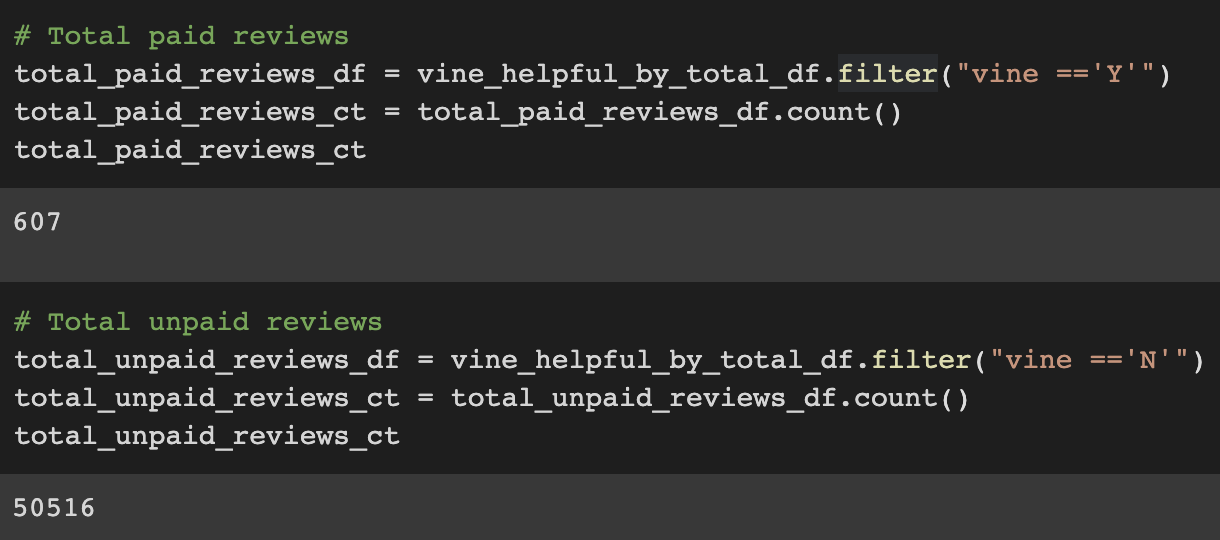 # Total paid reviews
total_paid_reviews_df = vine_helpful_by_total_df.filter("vine =='Y'")
total_paid_reviews_ct = total_paid_reviews_df.count()
total_paid_reviews_ct
607
# Total unpaid reviews
total_unpaid_reviews_df = vine_helpful_by_total_df.filter("vine =='N'")
total_unpaid_reviews_ct = total_unpaid_reviews_df.count()
total_unpaid_reviews_ct
50516